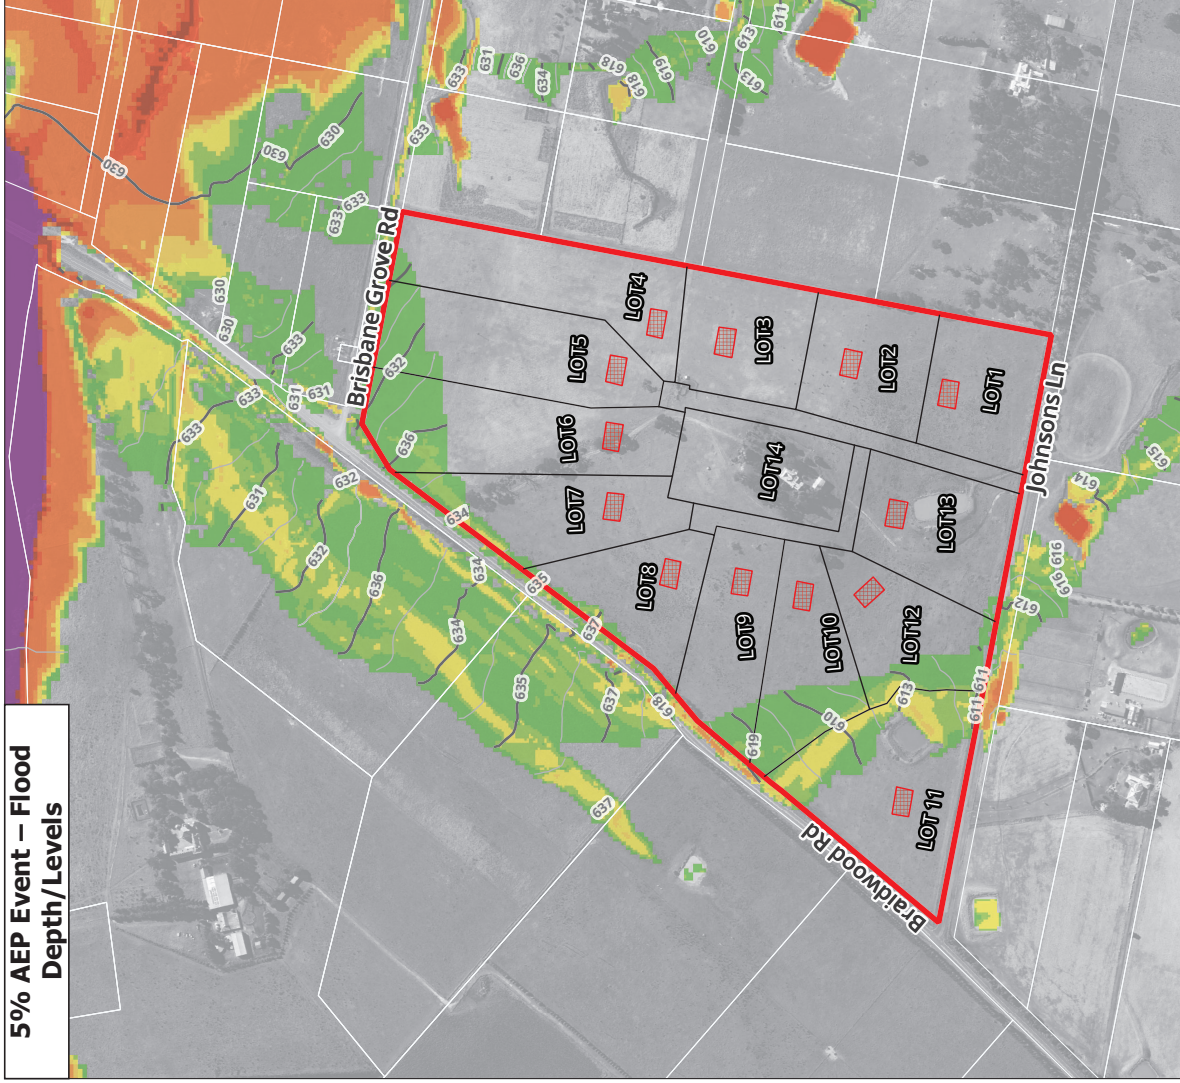 5% AEP Event – Flood
Depth/Levels
Brisbane Grove Rd
Braidwood Rd
Johnsons Ln
LOT1
LOT2
LOT3
LOT4
LOT5
LOT6
LOT7
LOT8
LOT9
LOT10
LOT 11
LOT12
LOT13
LOT14
630
630
630
633
633
630
630
633
631
631
633
633
632
631
632
636
634
634
635
637
635
637
618
637
634
636
632
619
610
613
611
611
612
616
616
614
615
633
633
631
636
634
618
618
619
610
613
613
611